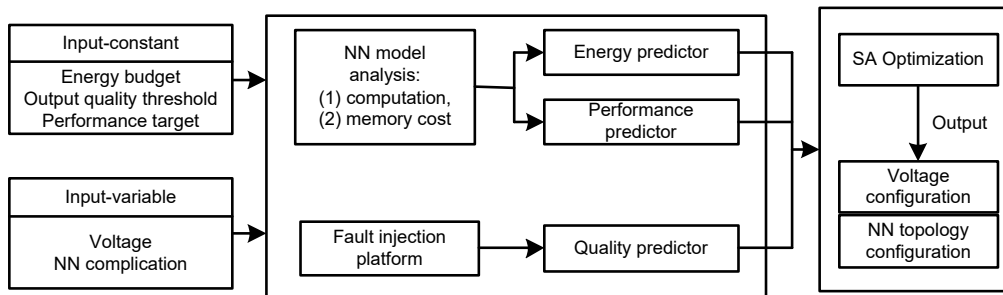 Input-constant
Energy budget
Output quality threshold
Performance target
Input-variable
Voltage
NN complication
NN model
analysis:
(1) computation,
(2) memory cost
Energy predictor
Performance
predictor
Fault injection
platform
Quality predictor
SA Optimization
Output
Voltage
configuration
NN topology
configuration